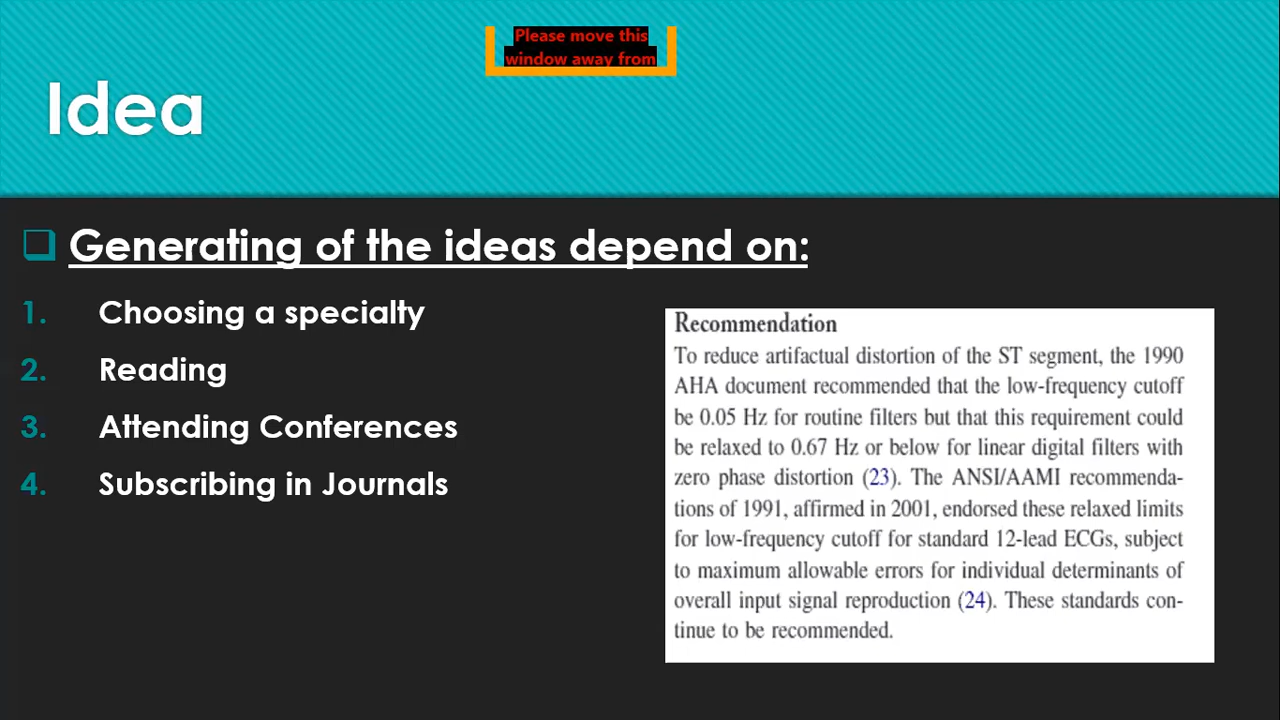 Please move this
window away from
Idea
Generating of the ideas depend on:
1. Choosing a specialty
2. Reading
3. Attending Conferences
4. Subscribing in Journals
Recommendation
To reduce artifactual distortion of the ST segment, the 1990
AHA document recommended that the low-frequency cutoff
be 0.05 Hz for routine filters but that this requirement could
be relaxed to 0.67 Hz or below for linear digital filters with
zero phase distortion (23). The ANSI/AAMI recommenda-
tions of 1991, affirmed in 2001, endorsed these relaxed limits
for low-frequency cutoff for standard 12-lead ECGs, subject
to maximum allowable errors for individual determinants of
overall input signal reproduction (24). These standards con-
tinue to be recommended.